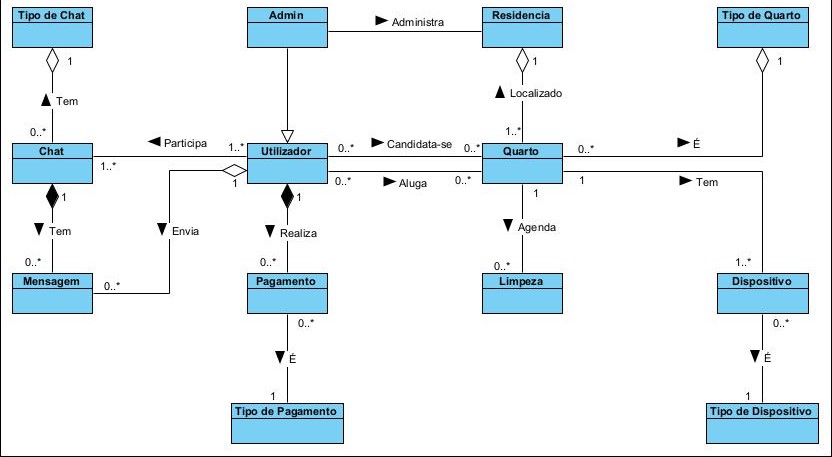 Tipo de Chat
Admin
Residencia
Tipo de Quarto
Administra
1
1
1
Tem
Localizado
0..*
1..*
Participa
1..*
0..*
Candidata-se
0..*
0..*
É
Chat
Utilizador
Quarto
1..*
1
0..*
Aluga
0..*
1
Tem
1
1
1
Tem
Envia
Realiza
Agenda
0..*
0..*
0..*
1..*
Mensagem
0..*
Pagamento
Limpeza
Dispositivo
0..*
0..*
É
É
1
1
Tipo de Pagamento
Tipo de Dispositivo